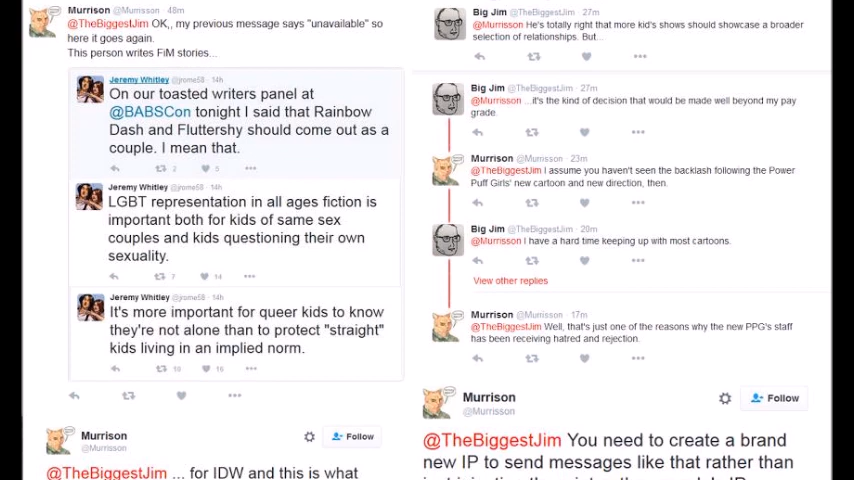 Murrison @Murrisson · 48m
@TheBiggestJim OK,, my previous message says "unavailable" so
here it goes again.
This person writes FiM stories...
Jeremy Whitley @jrome58 · 14h
On our toasted writers panel at
@BABSCon tonight I said that Rainbow
Dash and Fluttershy should come out as a
couple. I mean that.
2 5
Jeremy Whitley @jrome58 · 14h
LGBT representation in all ages fiction is
important both for kids of same sex
couples and kids questioning their own
sexuality.
7 14
Jeremy Whitley @jrome58 · 14h
It's more important for queer kids to know
they're not alone than to protect "straight"
kids living in an implied norm.
10 16
Murrison
@Murrisson
Follow
@TheBiggestJim ... for IDW and this is what
Big Jim @TheBiggestJim · 27m
@Murrisson He's totally right that more kid's shows should showcase a broader
selection of relationships. But...
Big Jim @TheBiggestJim · 27m
@Murrisson ...it's the kind of decision that would be made well beyond my pay
grade.
Murrison @Murrisson · 23m
@TheBiggestJim I assume you haven't seen the backlash following the Power
Puff Girls' new cartoon and new direction, then.
Big Jim @TheBiggestJim · 20m
@Murrisson I have a hard time keeping up with most cartoons.
View other replies
Murrison @Murrisson · 17m
@TheBiggestJim Well, that's just one of the reasons why the new PPG's staff
has been receiving hatred and rejection.
Murrison
@Murrisson
Follow
@TheBiggestJim You need to create a brand
new IP to send messages like that rather than